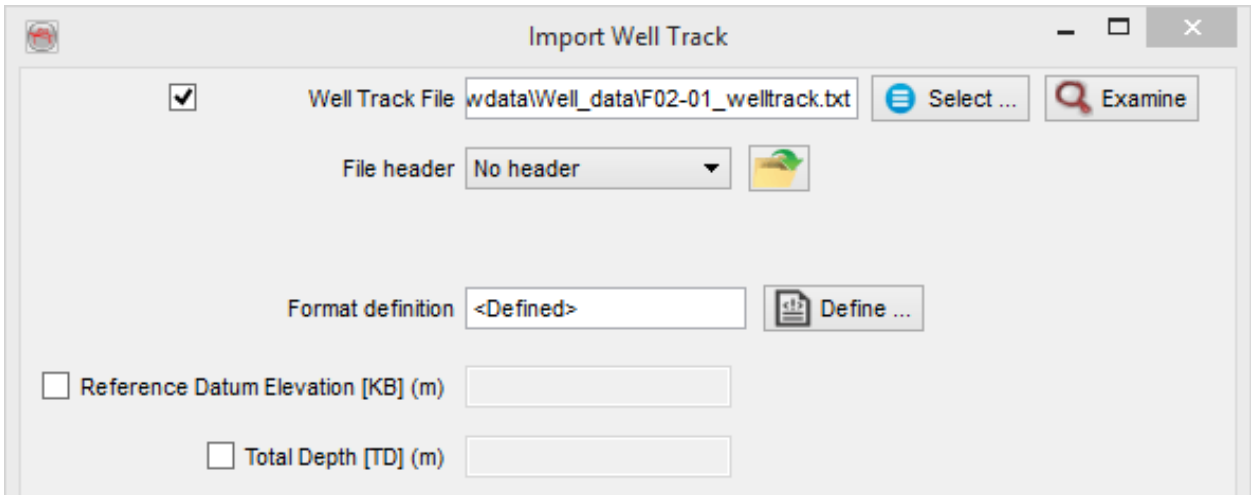 Import Well Track
Well Track File wdata\Well_data\F02-01_welltrack.txt Select ... Examine
File header No header
Format definition <Defined> Define ...
Reference Datum Elevation [KB] (m)
Total Depth [TD] (m)